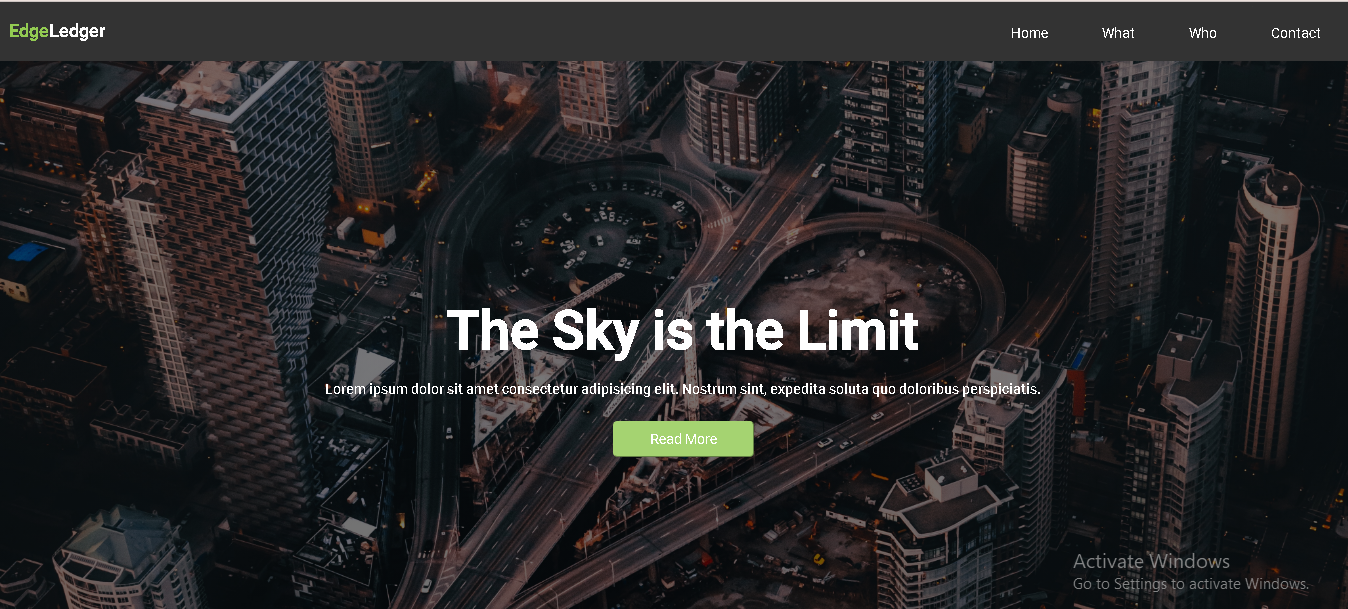 EdgeLedger
Home What Who Contact
The Sky is the Limit
Lorem ipsum dolor sit amet consectetur adipisicing elit. Nostrum sint, expedita soluta quo doloribus perspiciatis.
Read More
Activate Windows
Go to Settings to activate Windows.